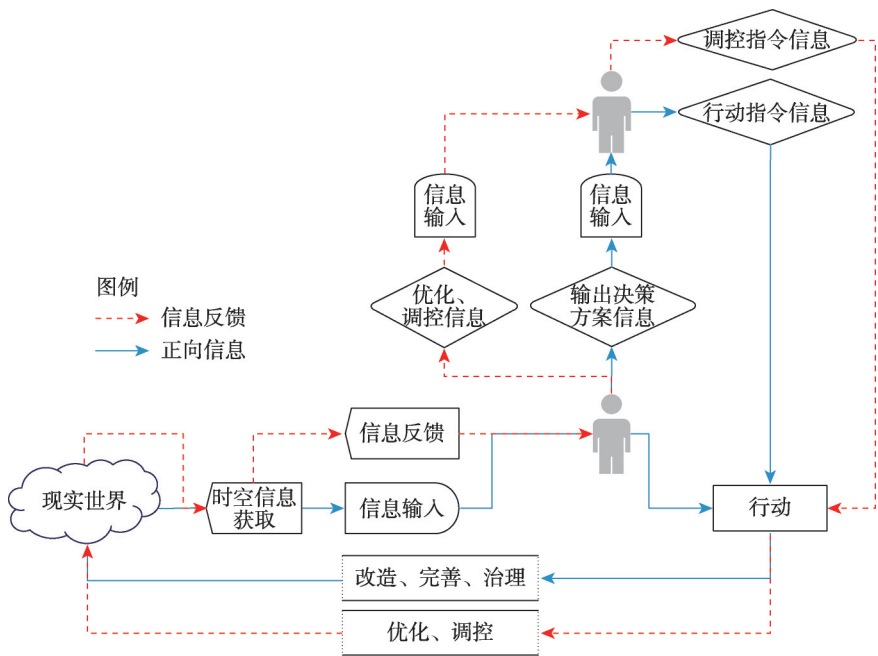 调控指令信息
行动指令信息
信息
输入
信息
输入
图例
信息反馈
正向信息
优化、
调控信息
输出决策
方案信息
信息反馈
现实世界
时空信息
获取
信息输入
行动
改造、完善、治理
优化、调控